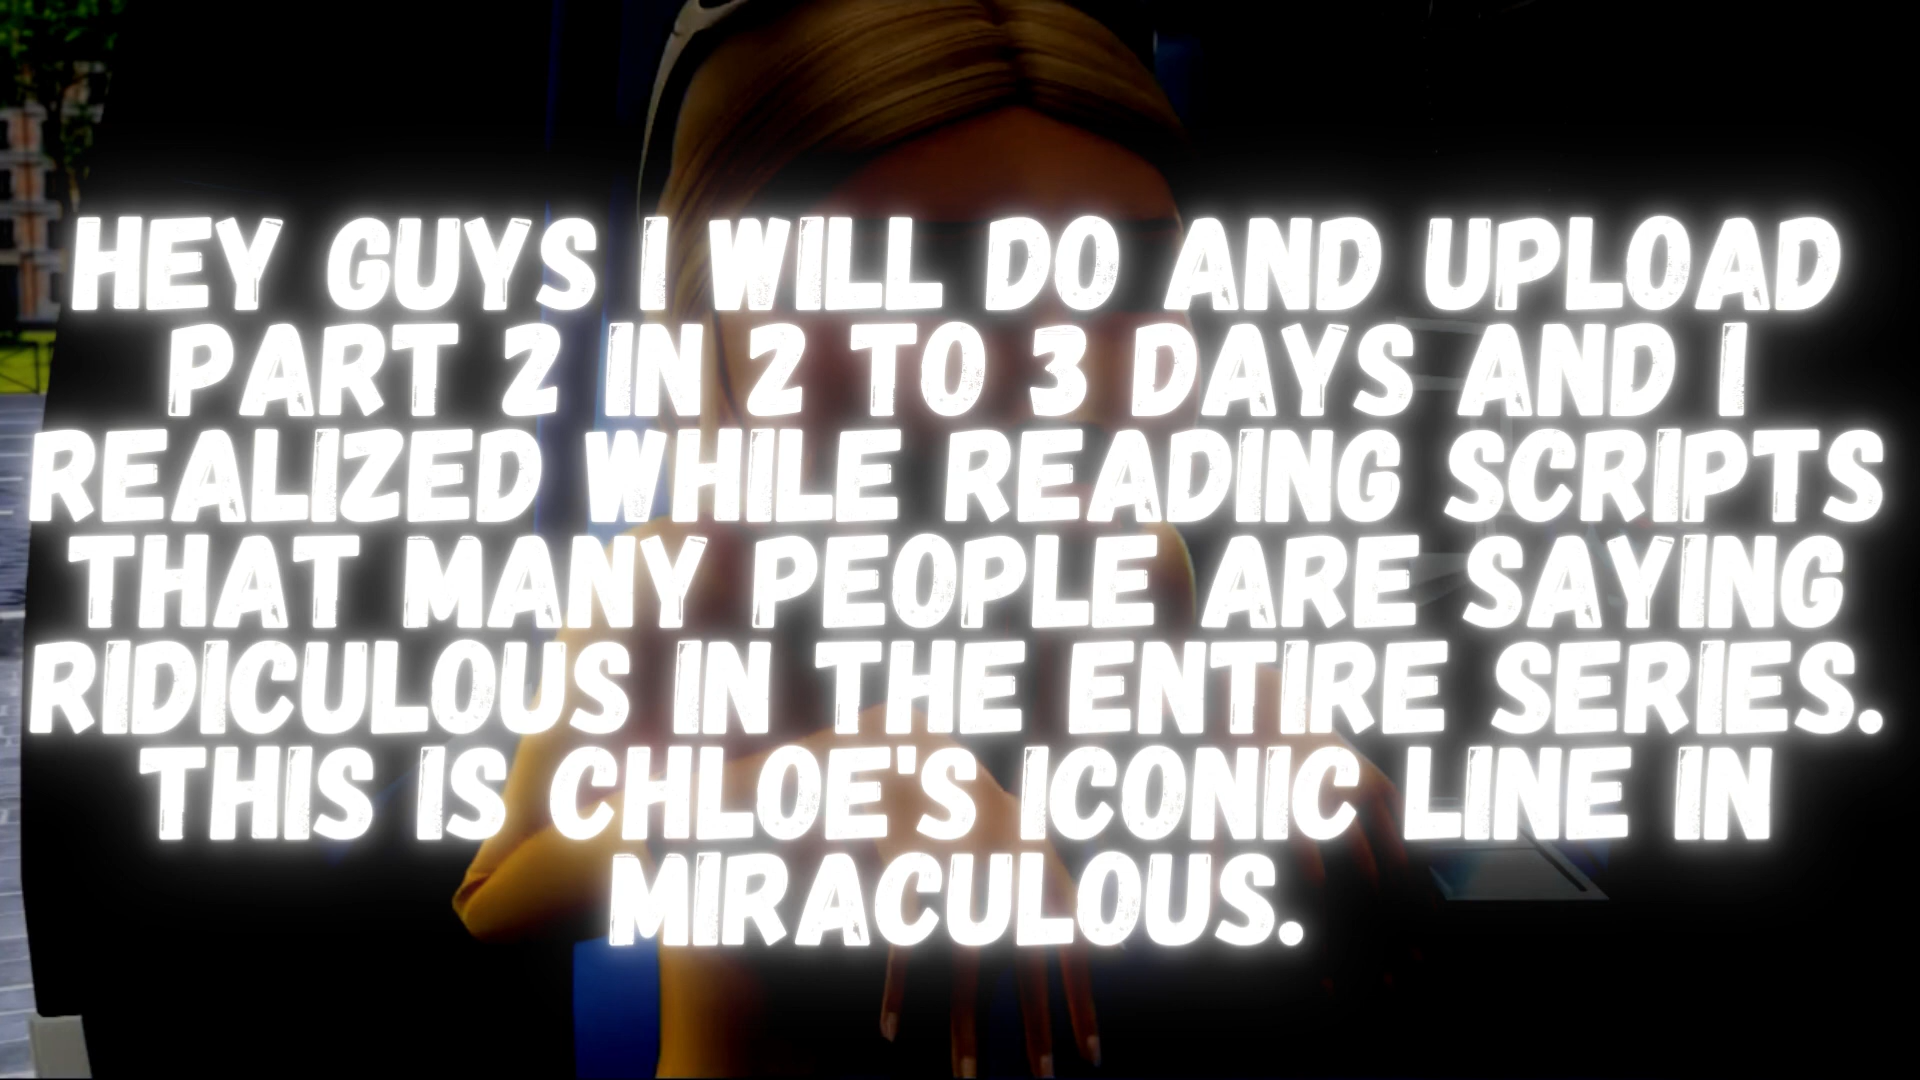 HEY GUYS I WILL DO AND UPLOAD
PART 2 IN 2 TO 3 DAYS AND I
REALIZED WHILE READING SCRIPTS
THAT MANY PEOPLE ARE SAYING
RIDICULOUS IN THE ENTIRE SERIES.
THIS IS CHLOE'S ICONIC LINE IN
MIRACULOUS.